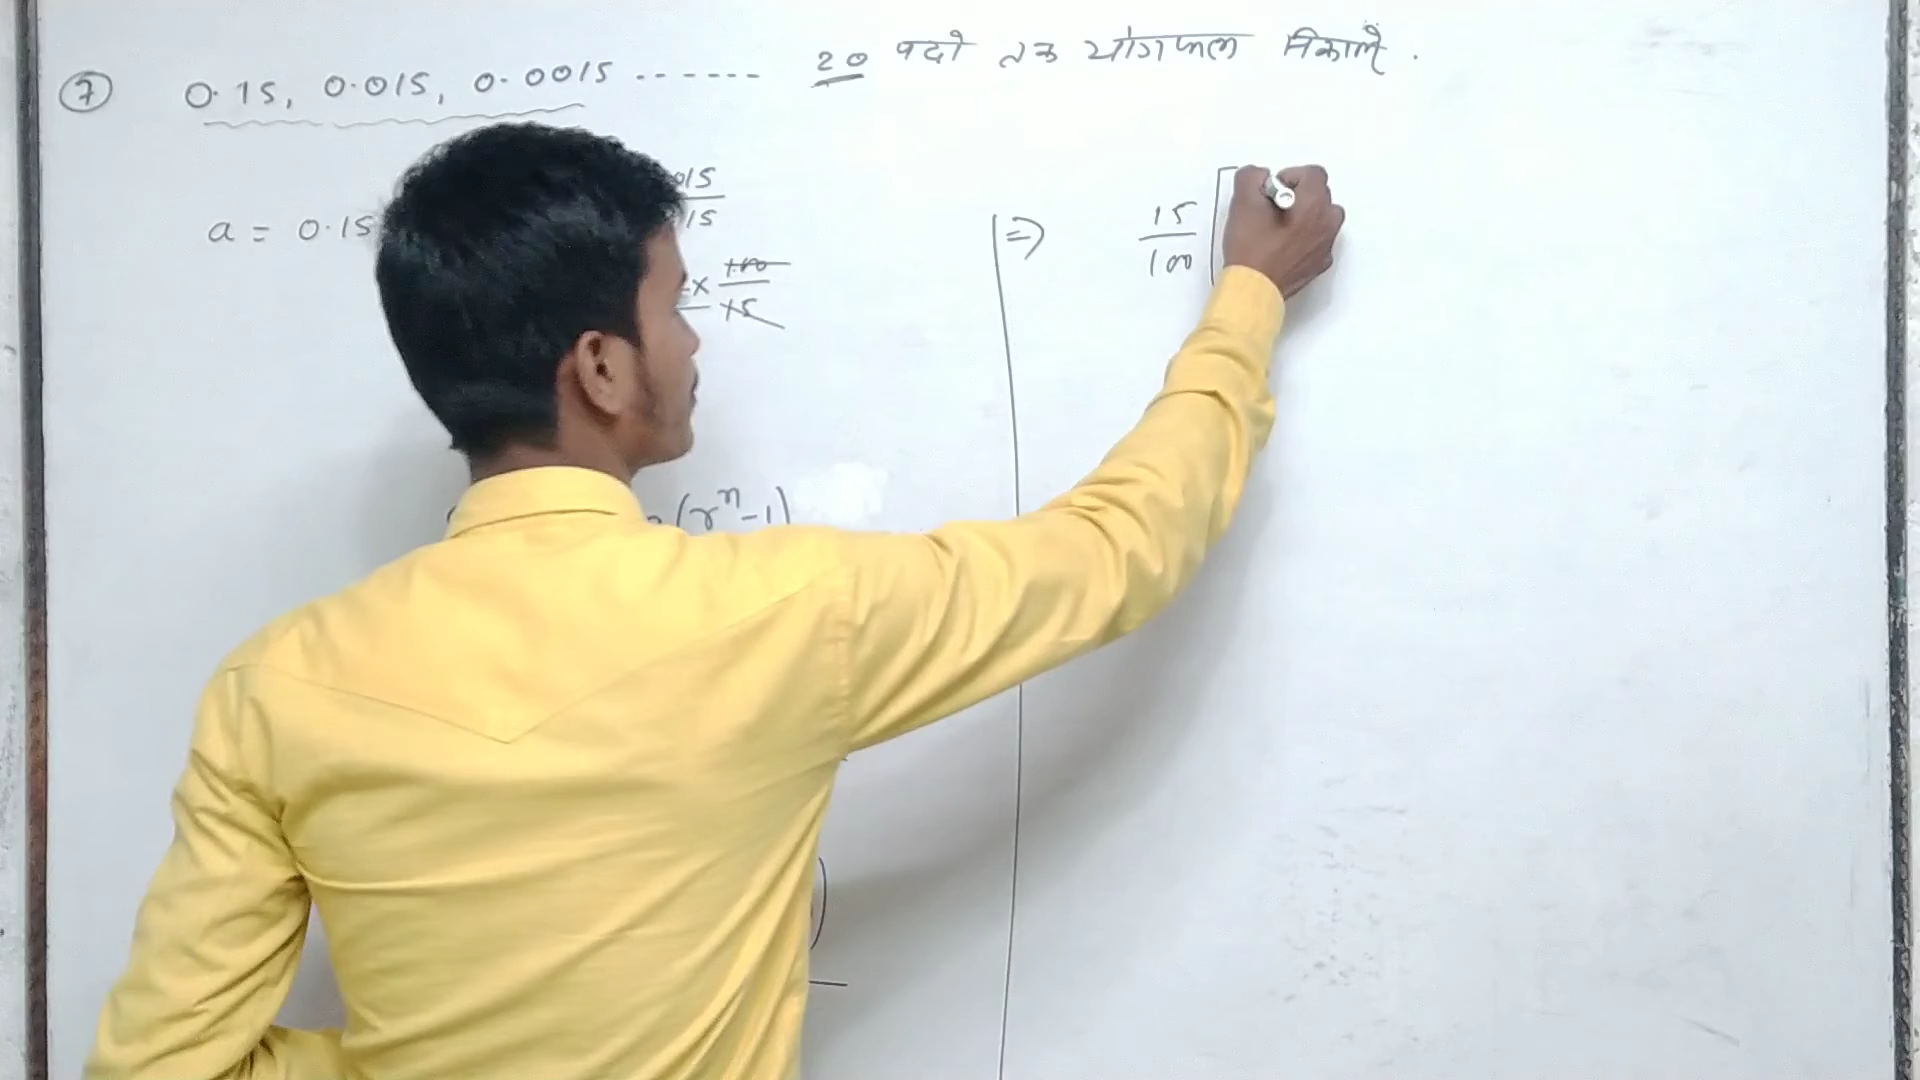 ⑦ 0.15, 0.015, 0.0015 ------- 20 पदों तक योगफल निकालें .
a = 0.15
015
15
x 100
15
(r^n - 1)
=> 15
100 [
)